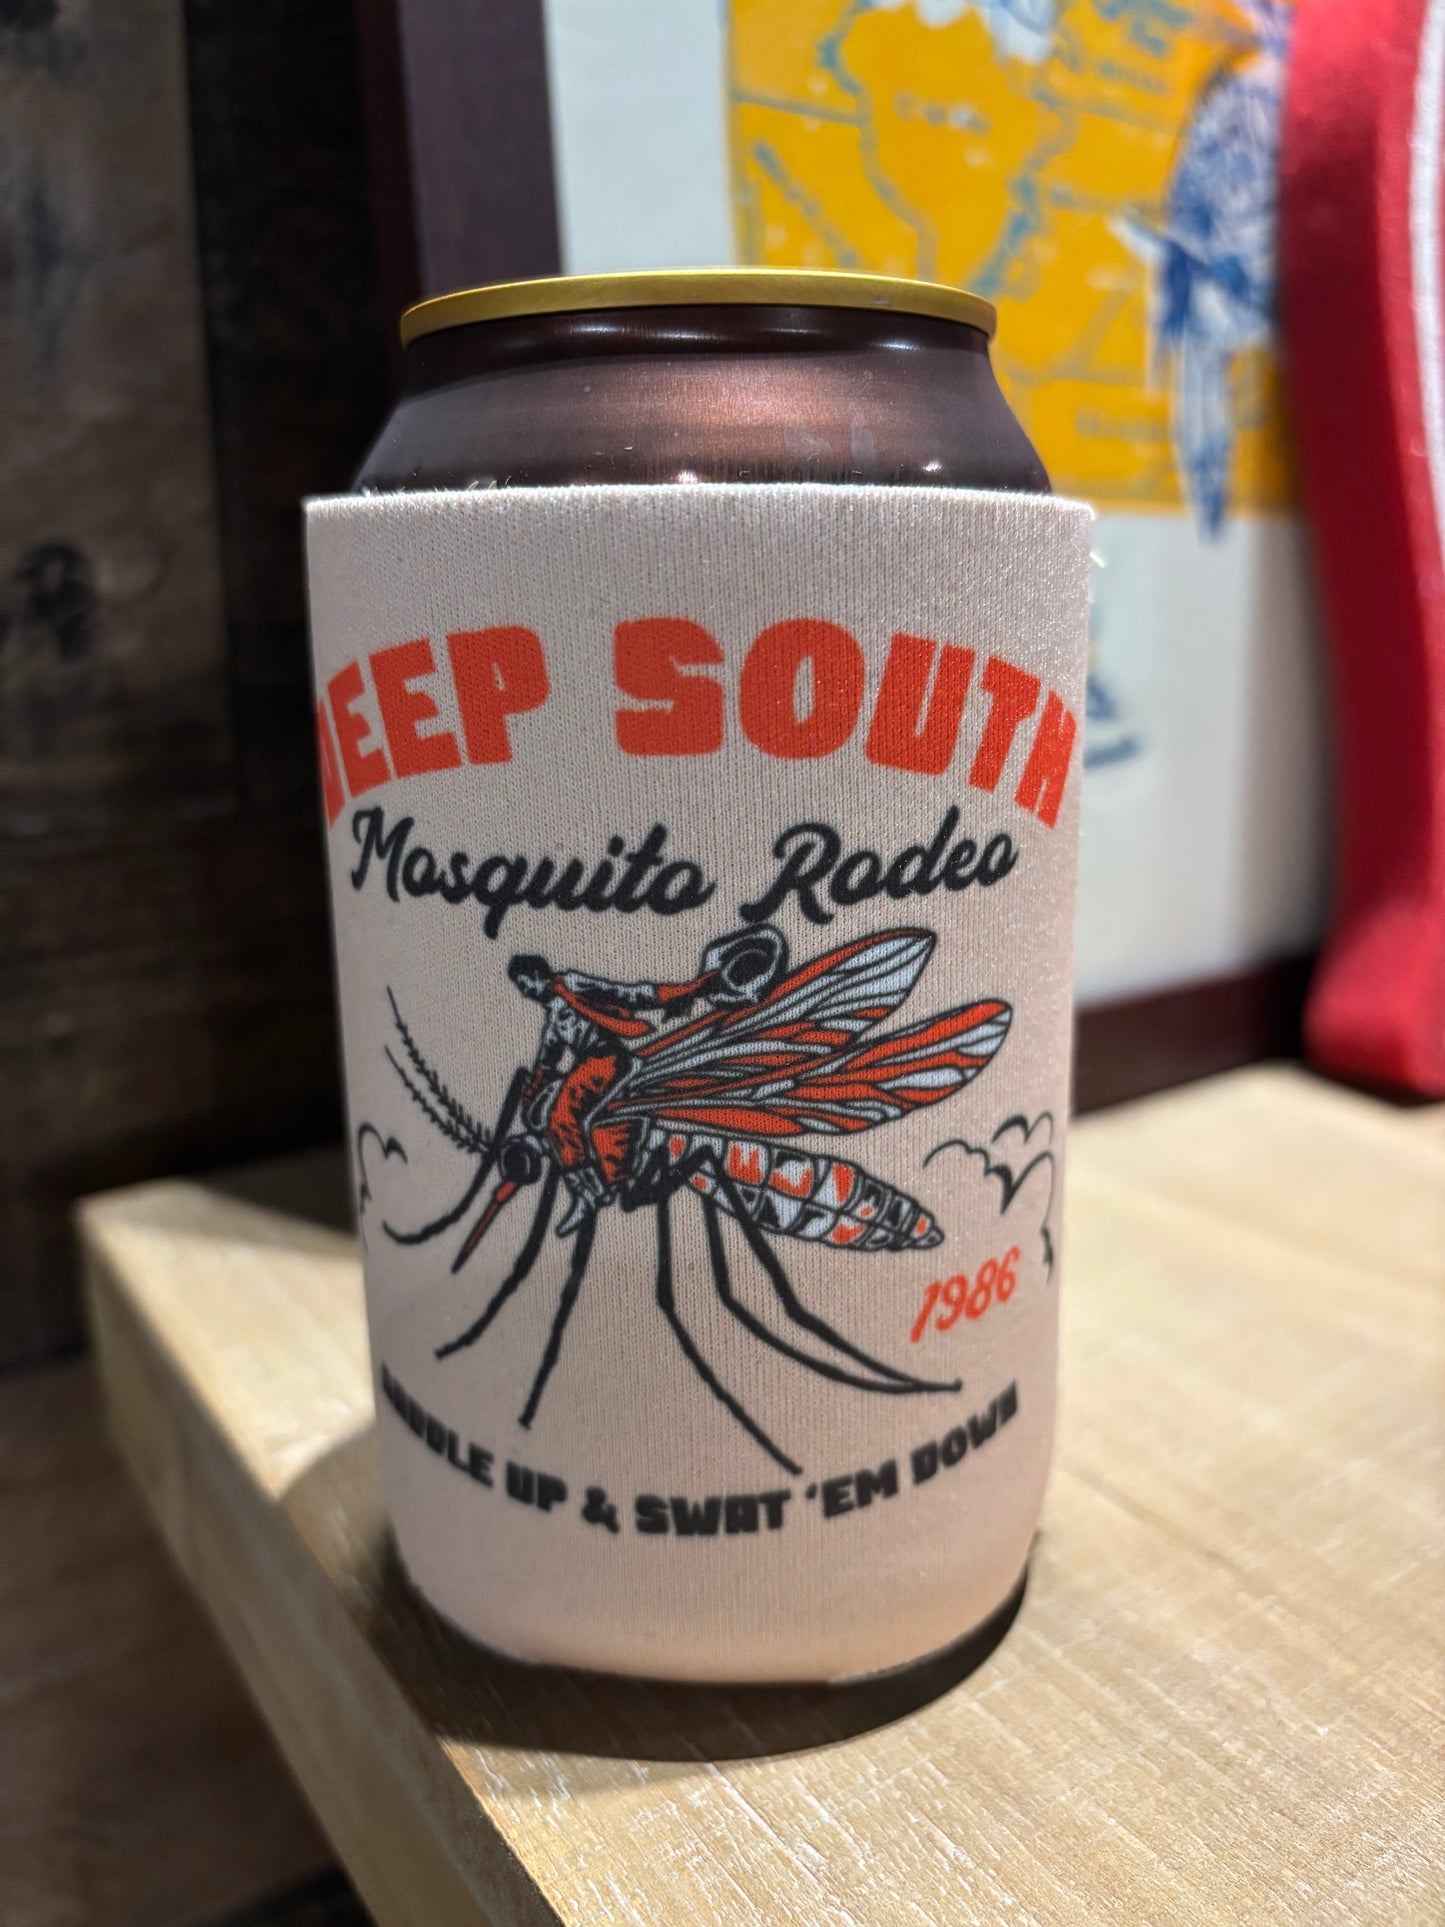 DEEP SOUTH
Mosquito Rodeo
1986
SADDLE UP & SWAT 'EM DOWN